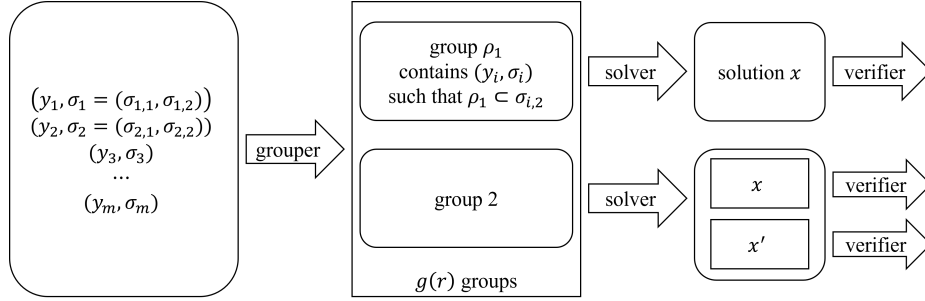 (y₁, σ₁ = (σ₁,₁, σ₁,₂))
(y₂, σ₂ = (σ₂,₁, σ₂,₂))
(y₃, σ₃)
...
(yₘ, σₘ)
grouper
group ρ₁
contains (yᵢ, σᵢ)
such that ρ₁ ⊂ σᵢ,₂
group 2
g(r) groups
solver
solution x
verifier
solver
x
x′
verifier
verifier